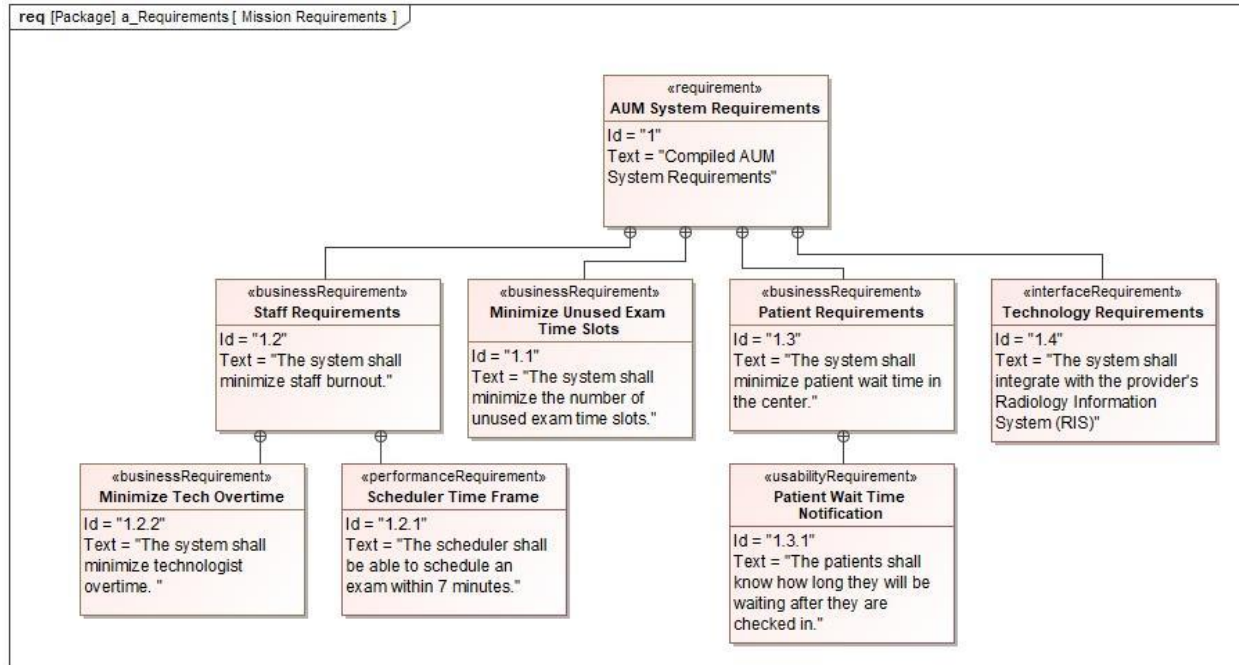 req [Package] a_Requirements [ Mission Requirements ]
«requirement»
AUM System Requirements
Id = "1"
Text = "Compiled AUM
System Requirements"
«businessRequirement»
Staff Requirements
Id = "1.2"
Text = "The system shall
minimize staff burnout."
«businessRequirement»
Minimize Unused Exam
Time Slots
Id = "1.1"
Text = "The system shall
minimize the number of
unused exam time slots."
«businessRequirement»
Patient Requirements
Id = "1.3"
Text = "The system shall
minimize patient wait time in
the center."
«interfaceRequirement»
Technology Requirements
Id = "1.4"
Text = "The system shall
integrate with the provider's
Radiology Information
System (RIS)"
«businessRequirement»
Minimize Tech Overtime
Id = "1.2.2"
Text = "The system shall
minimize technologist
overtime. "
«performanceRequirement»
Scheduler Time Frame
Id = "1.2.1"
Text = "The scheduler shall
be able to schedule an
exam within 7 minutes."
«usabilityRequirement»
Patient Wait Time
Notification
Id = "1.3.1"
Text = "The patients shall
know how long they will be
waiting after they are
checked in."